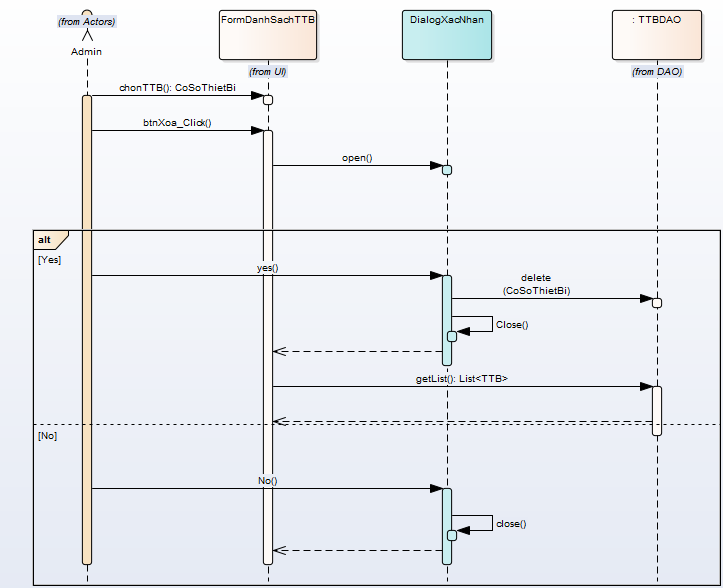 (from Actors)
Admin
FormDanhSachTTB
(from UI)
DialogXacNhan
: TTBDAO
(from DAO)
chonTTB(): CoSoThietBi
btnXoa_Click()
open()
alt
[Yes]
yes()
delete
(CoSoThietBi)
Close()
getList(): List<TTB>
[No]
No()
close()